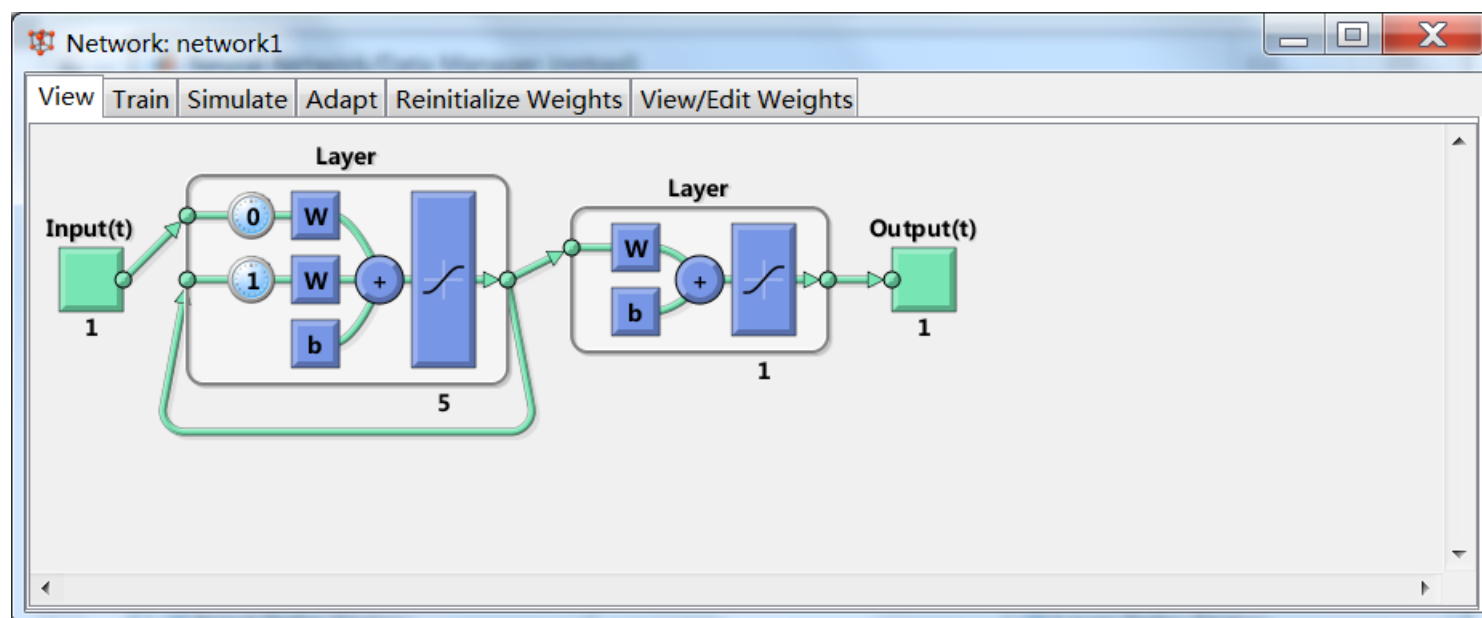 Network: network1
View Train Simulate Adapt Reinitialize Weights View/Edit Weights
Layer
Layer
Input(t)
0 W
1 W
+
b
W
+
b
Output(t)
1
5
1
1